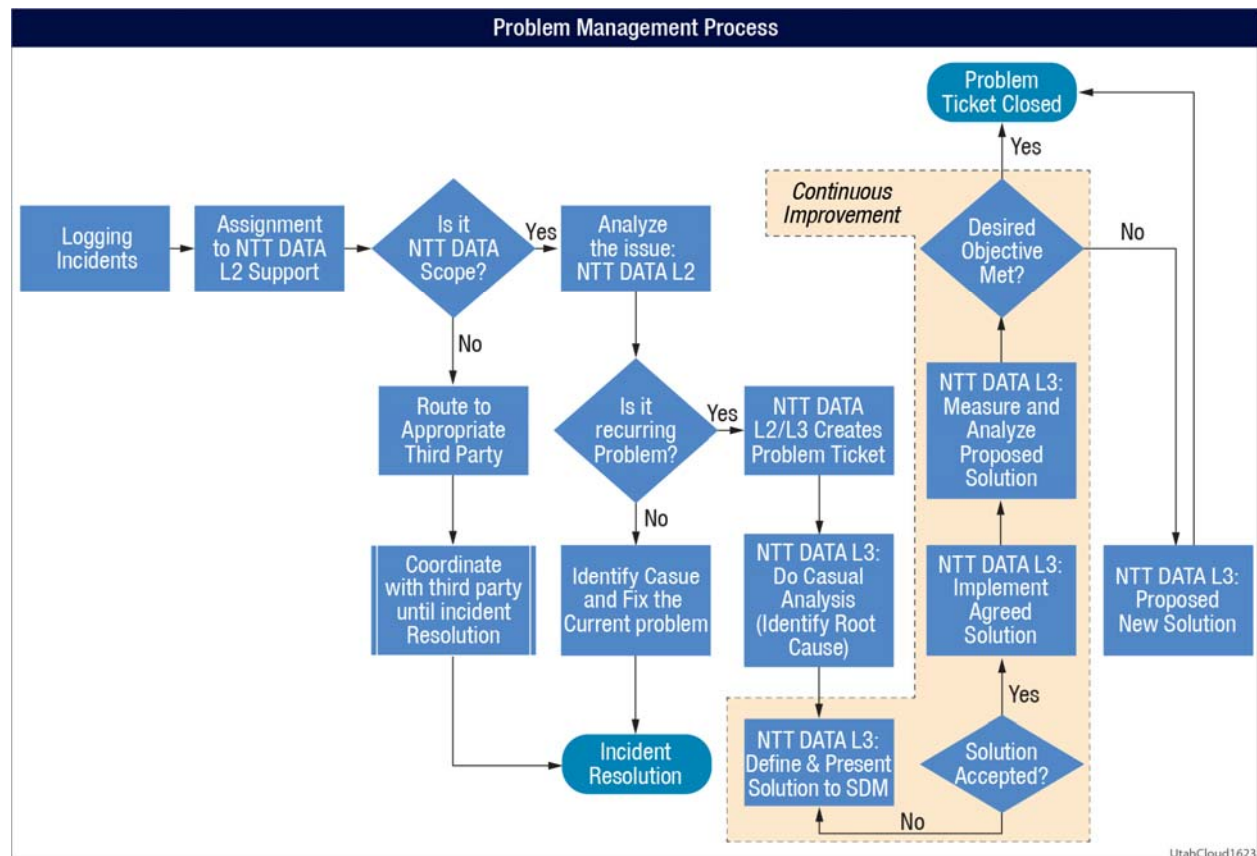 Problem Management Process
Problem
Ticket Closed
Yes
Continuous
Improvement
Logging
Incidents
Assignment
to NTT DATA
L2 Support
Is it
NTT DATA
Scope?
Yes
Analyze
the issue:
NTT DATA L2
Desired
Objective
Met?
No
No
Route to
Appropriate
Third Party
Is it
recurring
Problem?
Yes
NTT DATA
L2/L3 Creates
Problem Ticket
NTT DATA L3:
Measure and
Analyze
Proposed
Solution
No
Coordinate
with third party
until incident
Resolution
Identify Casue
and Fix the
Current problem
NTT DATA L3:
Do Casual
Analysis
(Identify Root
Cause)
NTT DATA L3:
Implement
Agreed
Solution
NTT DATA L3:
Proposed
New Solution
Yes
Incident
Resolution
NTT DATA L3:
Define & Present
Solution to SDM
Solution
Accepted?
No
UtahCloud1623